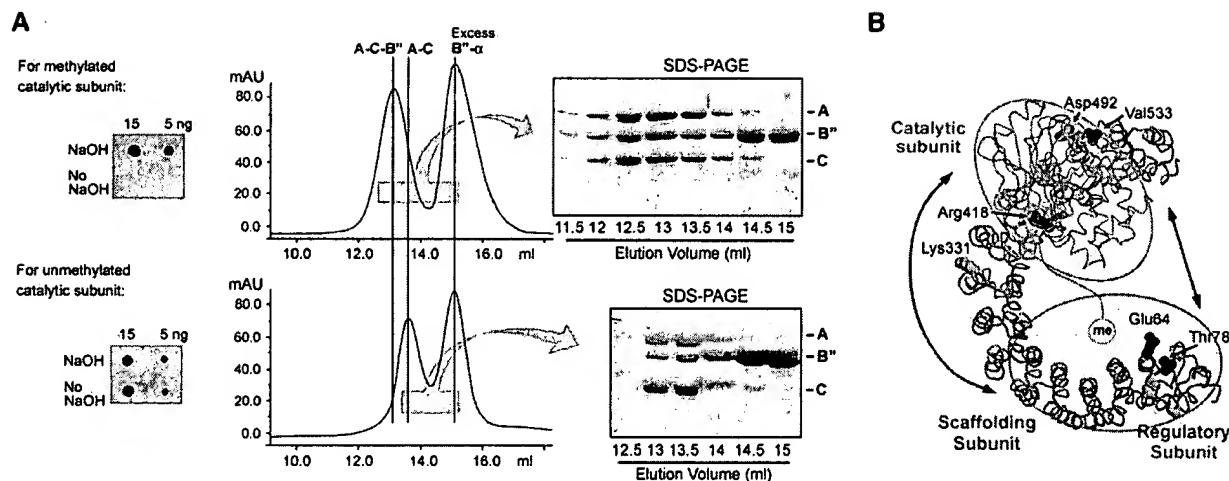 A
B
For methylated
catalytic subunit:
15 5 ng
NaOH
No
NaOH
A-C-B" A-C
Excess
B"-α
mAU
80.0
60.0
40.0
20.0
0.0
10.0 12.0 14.0 16.0 ml
SDS-PAGE
A
B"
C
11.5 12 12.5 13 13.5 14 14.5 15
Elution Volume (ml)
For unmethylated
catalytic subunit:
15 5 ng
NaOH
No
NaOH
mAU
80.0
60.0
40.0
20.0
0.0
10.0 12.0 14.0 16.0 ml
SDS-PAGE
A
B"
C
12.5 13 13.5 14 14.5 15
Elution Volume (ml)
Catalytic
subunit
Asp492
Val533
Arg418
Lys331
me
Glu64
Thr78
Scaffolding
Subunit
Regulatory
Subunit